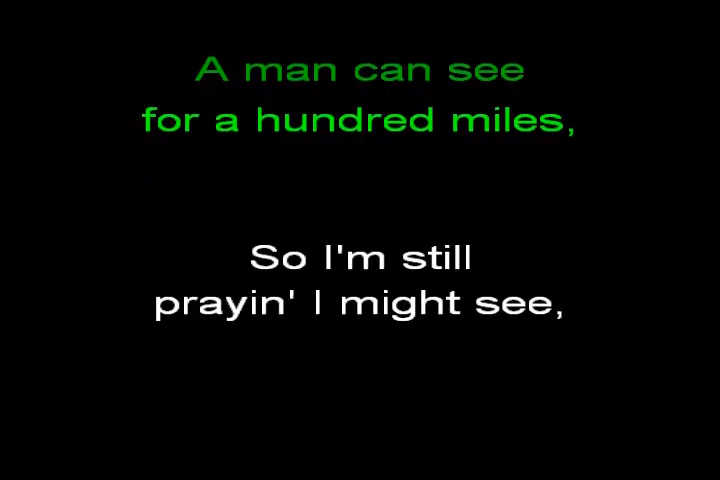 A man can see
for a hundred miles,
So I'm still
prayin' I might see,